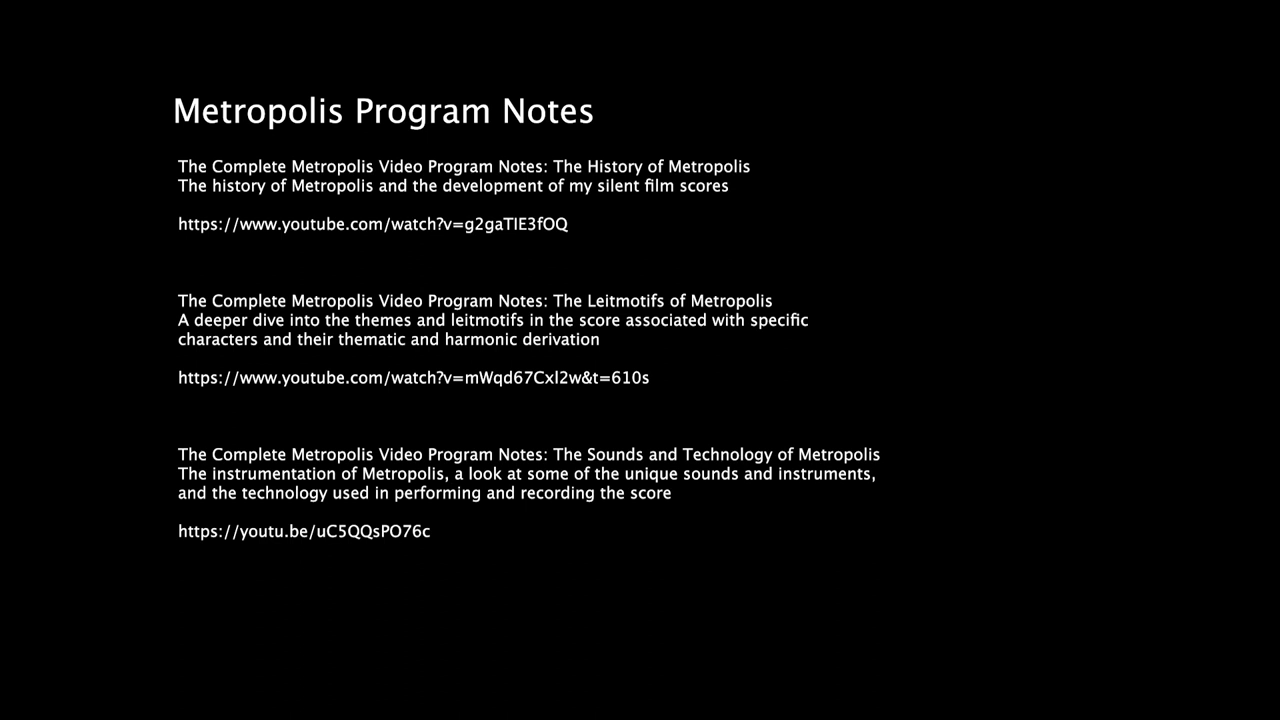 Metropolis Program Notes
The Complete Metropolis Video Program Notes: The History of Metropolis
The history of Metropolis and the development of my silent film scores
https://www.youtube.com/watch?v=g2gaTIE3fOQ
The Complete Metropolis Video Program Notes: The Leitmotifs of Metropolis
A deeper dive into the themes and leitmotifs in the score associated with specific
characters and their thematic and harmonic derivation
https://www.youtube.com/watch?v=mWqd67Cxl2w&t=610s
The Complete Metropolis Video Program Notes: The Sounds and Technology of Metropolis
The instrumentation of Metropolis, a look at some of the unique sounds and instruments,
and the technology used in performing and recording the score
https://youtu.be/uC5QQsPO76c